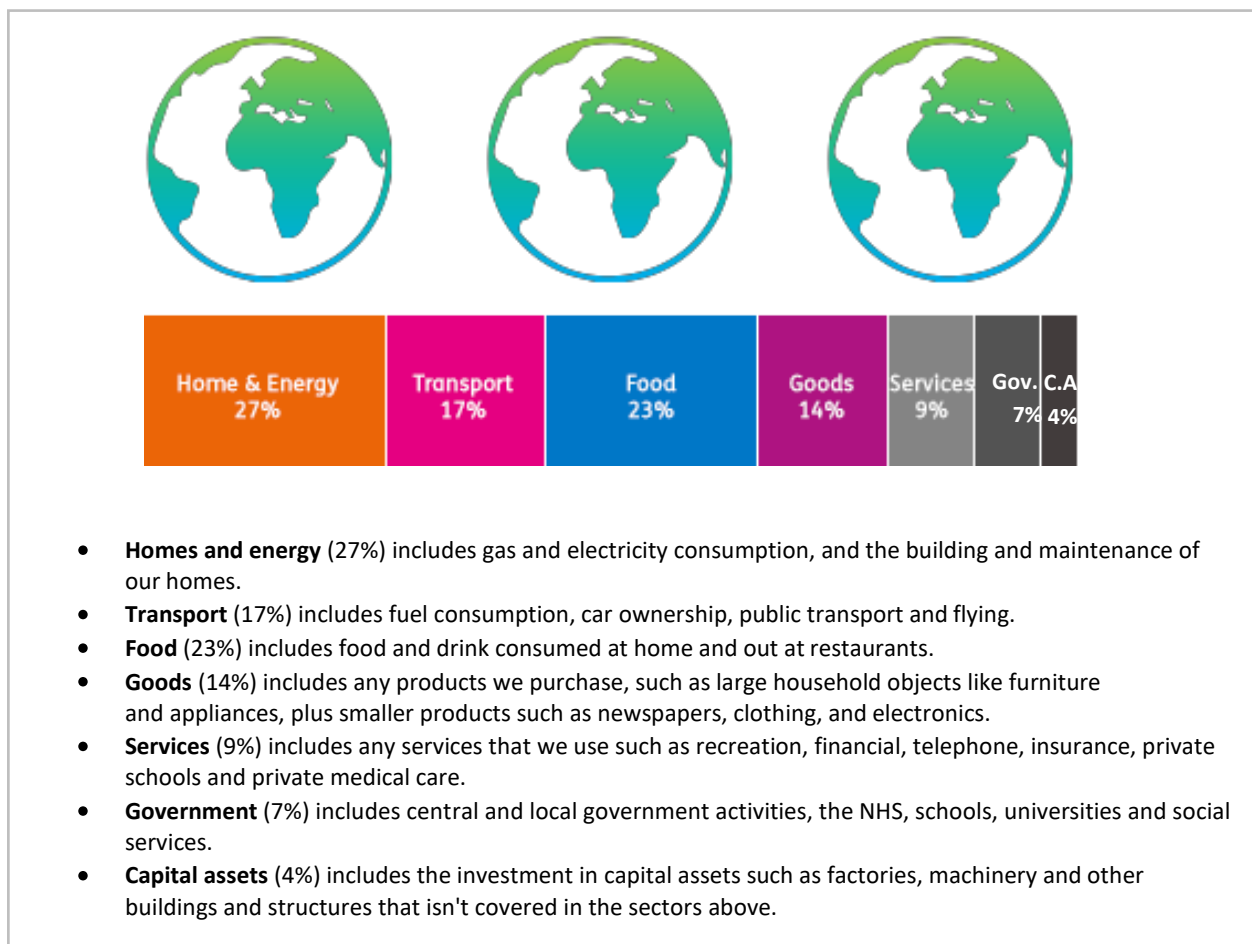 Home & Energy
27%
Transport
17%
Food
23%
Goods
14%
Services
9%
Gov.
7%
C.A
4%
• Homes and energy (27%) includes gas and electricity consumption, and the building and maintenance of
our homes.
• Transport (17%) includes fuel consumption, car ownership, public transport and flying.
• Food (23%) includes food and drink consumed at home and out at restaurants.
• Goods (14%) includes any products we purchase, such as large household objects like furniture
and appliances, plus smaller products such as newspapers, clothing, and electronics.
• Services (9%) includes any services that we use such as recreation, financial, telephone, insurance, private
schools and private medical care.
• Government (7%) includes central and local government activities, the NHS, schools, universities and social
services.
• Capital assets (4%) includes the investment in capital assets such as factories, machinery and other
buildings and structures that isn't covered in the sectors above.